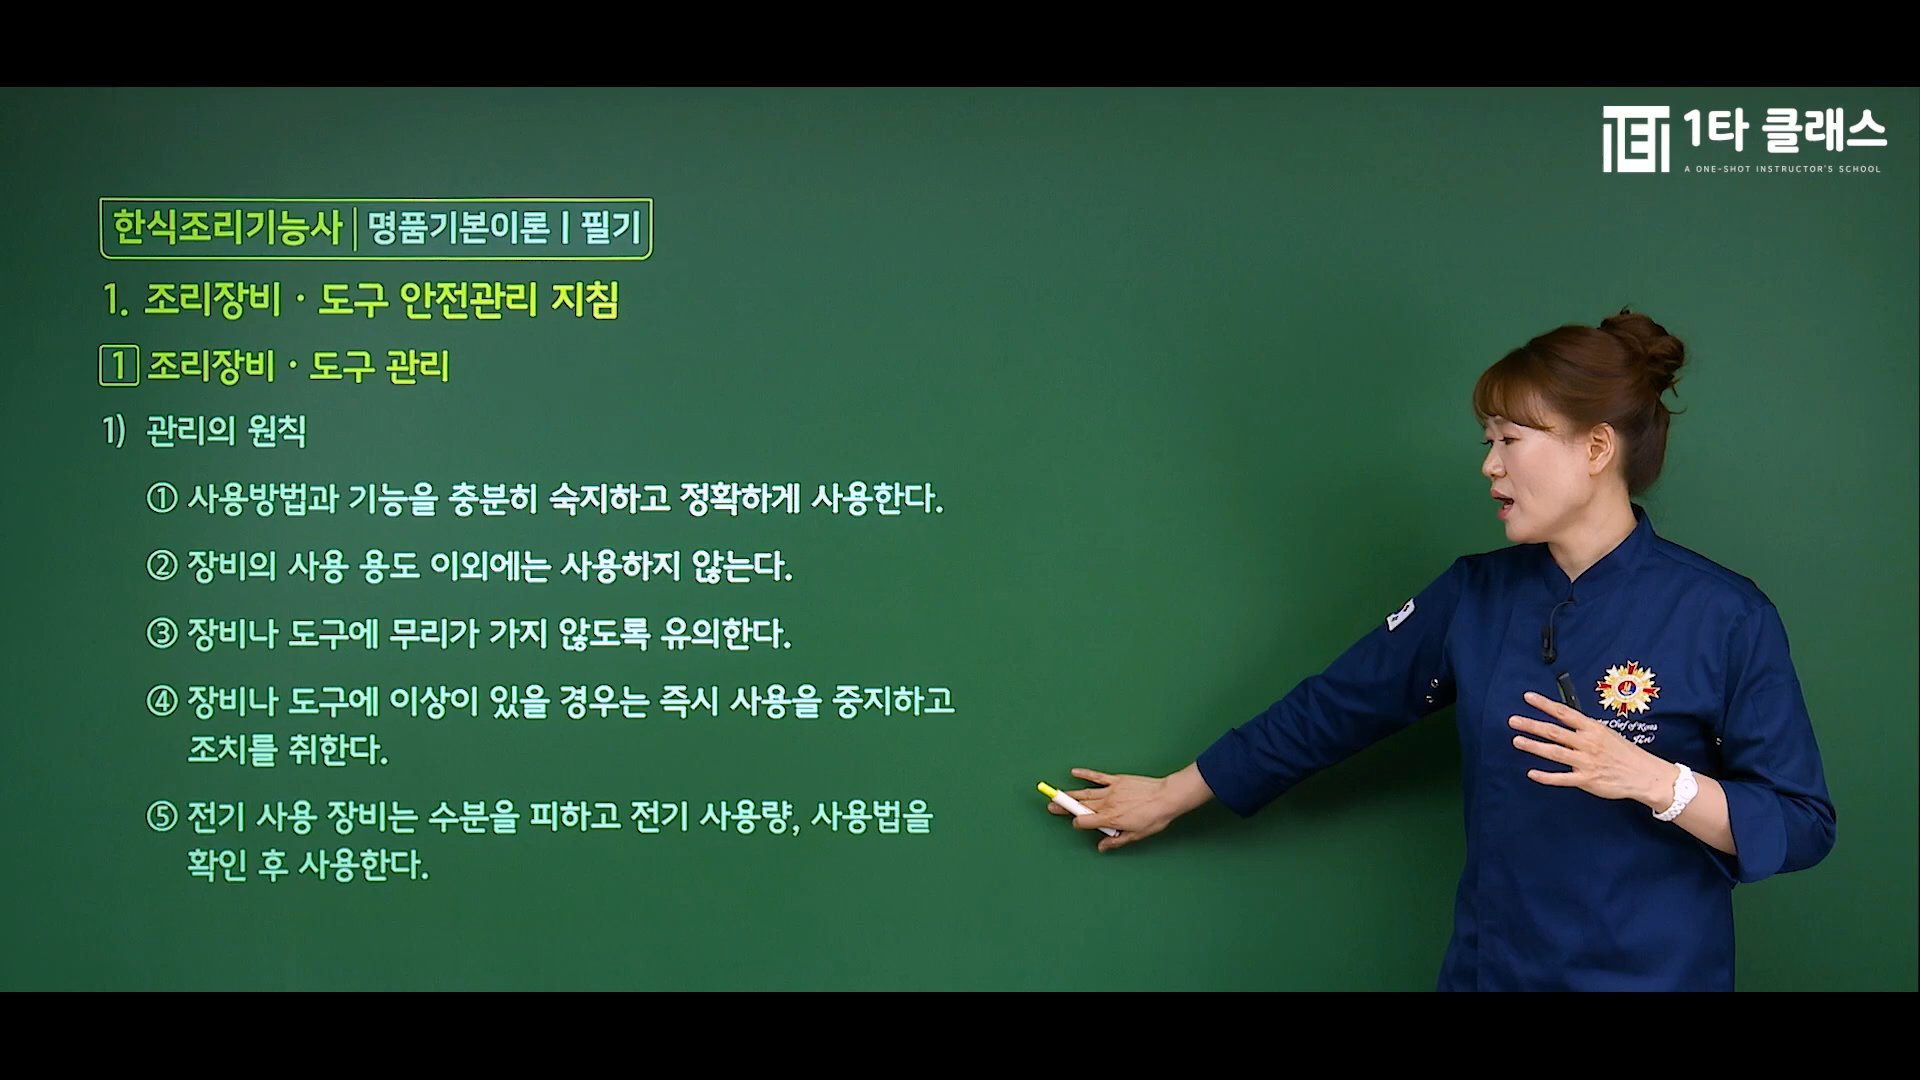 1타 클래스
A ONE-SHOT INSTRUCTOR'S SCHOOL
한식조리기능사 | 명품기본이론 | 필기
1. 조리장비 · 도구 안전관리 지침
1 조리장비 · 도구 관리
1) 관리의 원칙
① 사용방법과 기능을 충분히 숙지하고 정확하게 사용한다.
② 장비의 사용 용도 이외에는 사용하지 않는다.
③ 장비나 도구에 무리가 가지 않도록 유의한다.
④ 장비나 도구에 이상이 있을 경우는 즉시 사용을 중지하고
조치를 취한다.
⑤ 전기 사용 장비는 수분을 피하고 전기 사용량, 사용법을
확인 후 사용한다.
Chef of Korea